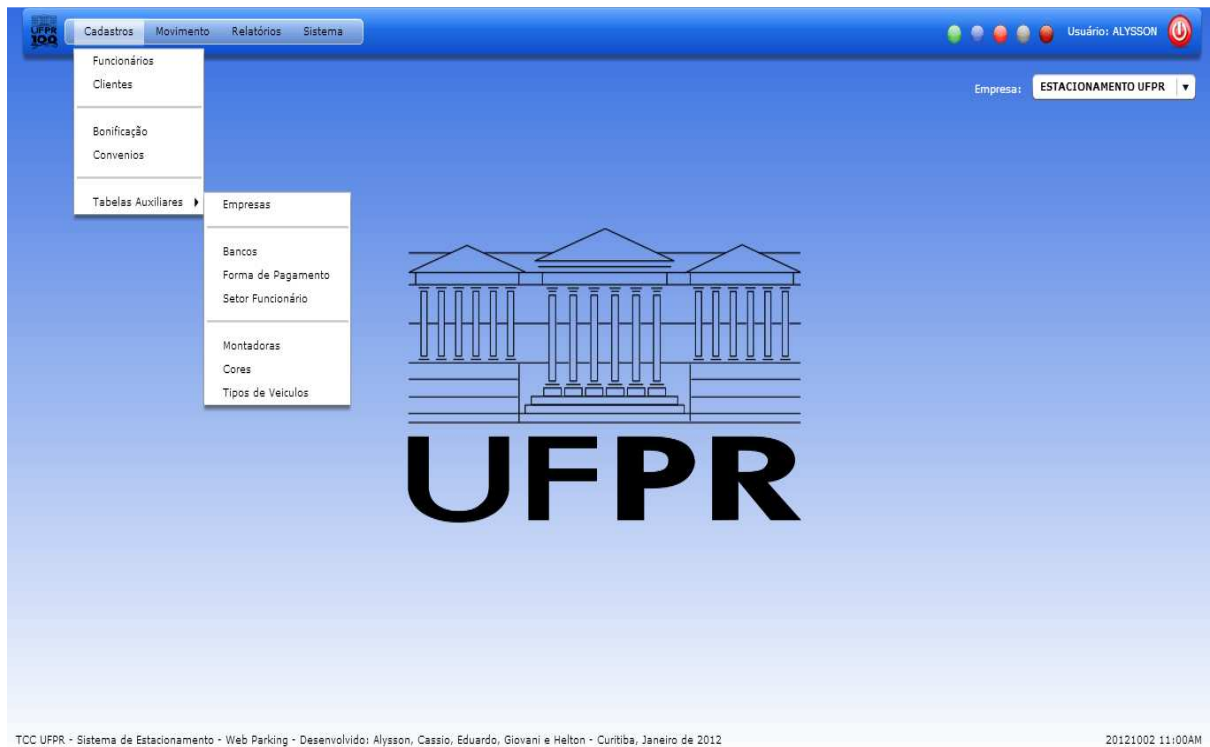 UFPR
100
Cadastros Movimento Relatórios Sistema
Usuário: ALYSSON
Funcionários
Clientes
Empresa: ESTACIONAMENTO UFPR
Bonificação
Convenios
Tabelas Auxiliares
Empresas
Bancos
Forma de Pagamento
Setor Funcionário
Montadoras
Cores
Tipos de Veiculos
UFPR
TCC UFPR - Sistema de Estacionamento - Web Parking - Desenvolvido: Alysson, Cassio, Eduardo, Giovani e Helton - Curitiba, Janeiro de 2012
20121002 11:00AM